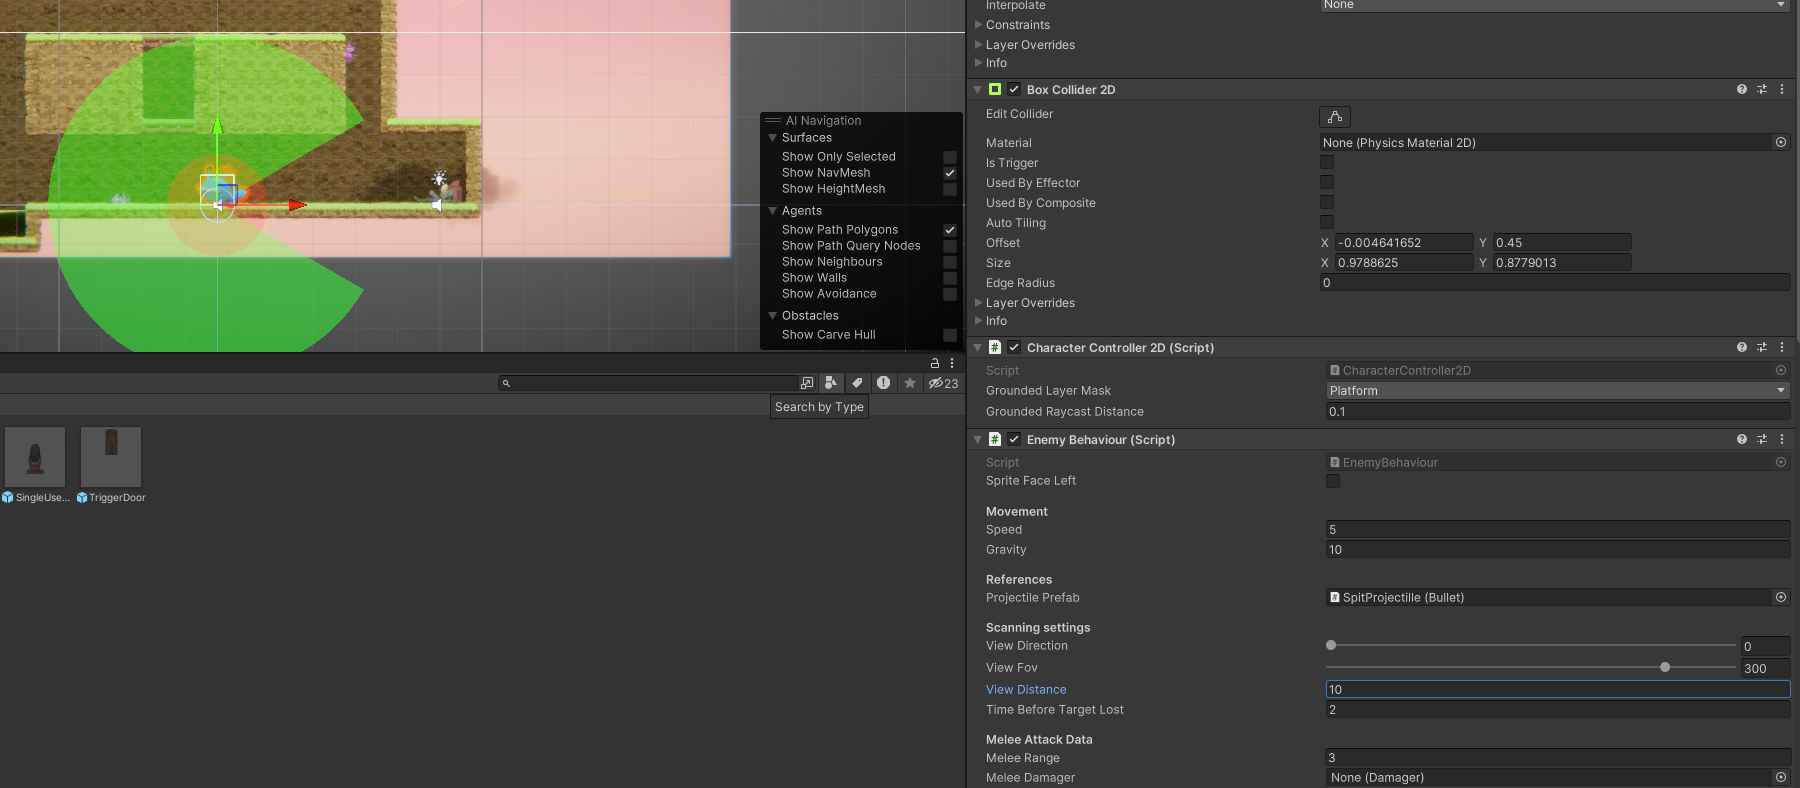 AI Navigation
Surfaces
Show Only Selected
Show NavMesh
Show HeightMesh
Agents
Show Path Polygons
Show Path Query Nodes
Show Neighbours
Show Walls
Show Avoidance
Obstacles
Show Carve Hull
23
Search by Type
SingleUse...
TriggerDoor
Interpolate None
Constraints
Layer Overrides
Info
Box Collider 2D
Edit Collider
Material None (Physics Material 2D)
Is Trigger
Used By Effector
Used By Composite
Auto Tiling
Offset X -0.004641652 Y 0.45
Size X 0.9788625 Y 0.8779013
Edge Radius 0
Layer Overrides
Info
# Character Controller 2D (Script)
Script # CharacterController2D
Grounded Layer Mask Platform
Grounded Raycast Distance 0.1
# Enemy Behaviour (Script)
Script # EnemyBehaviour
Sprite Face Left
Movement
Speed 5
Gravity 10
References
Projectile Prefab # SpitProjectille (Bullet)
Scanning settings
View Direction 0
View Fov 300
View Distance 10
Time Before Target Lost 2
Melee Attack Data
Melee Range 3
Melee Damager None (Damager)